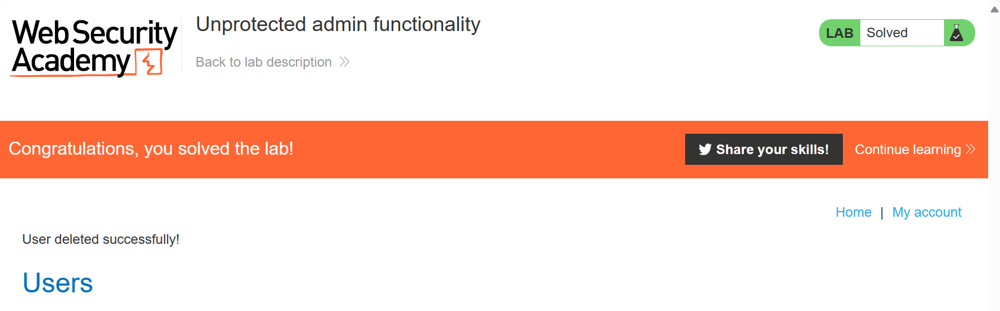 Web Security
Academy
Unprotected admin functionality
Back to lab description
LAB Solved
Congratulations, you solved the lab!
Share your skills!
Continue learning
Home | My account
User deleted successfully!
Users